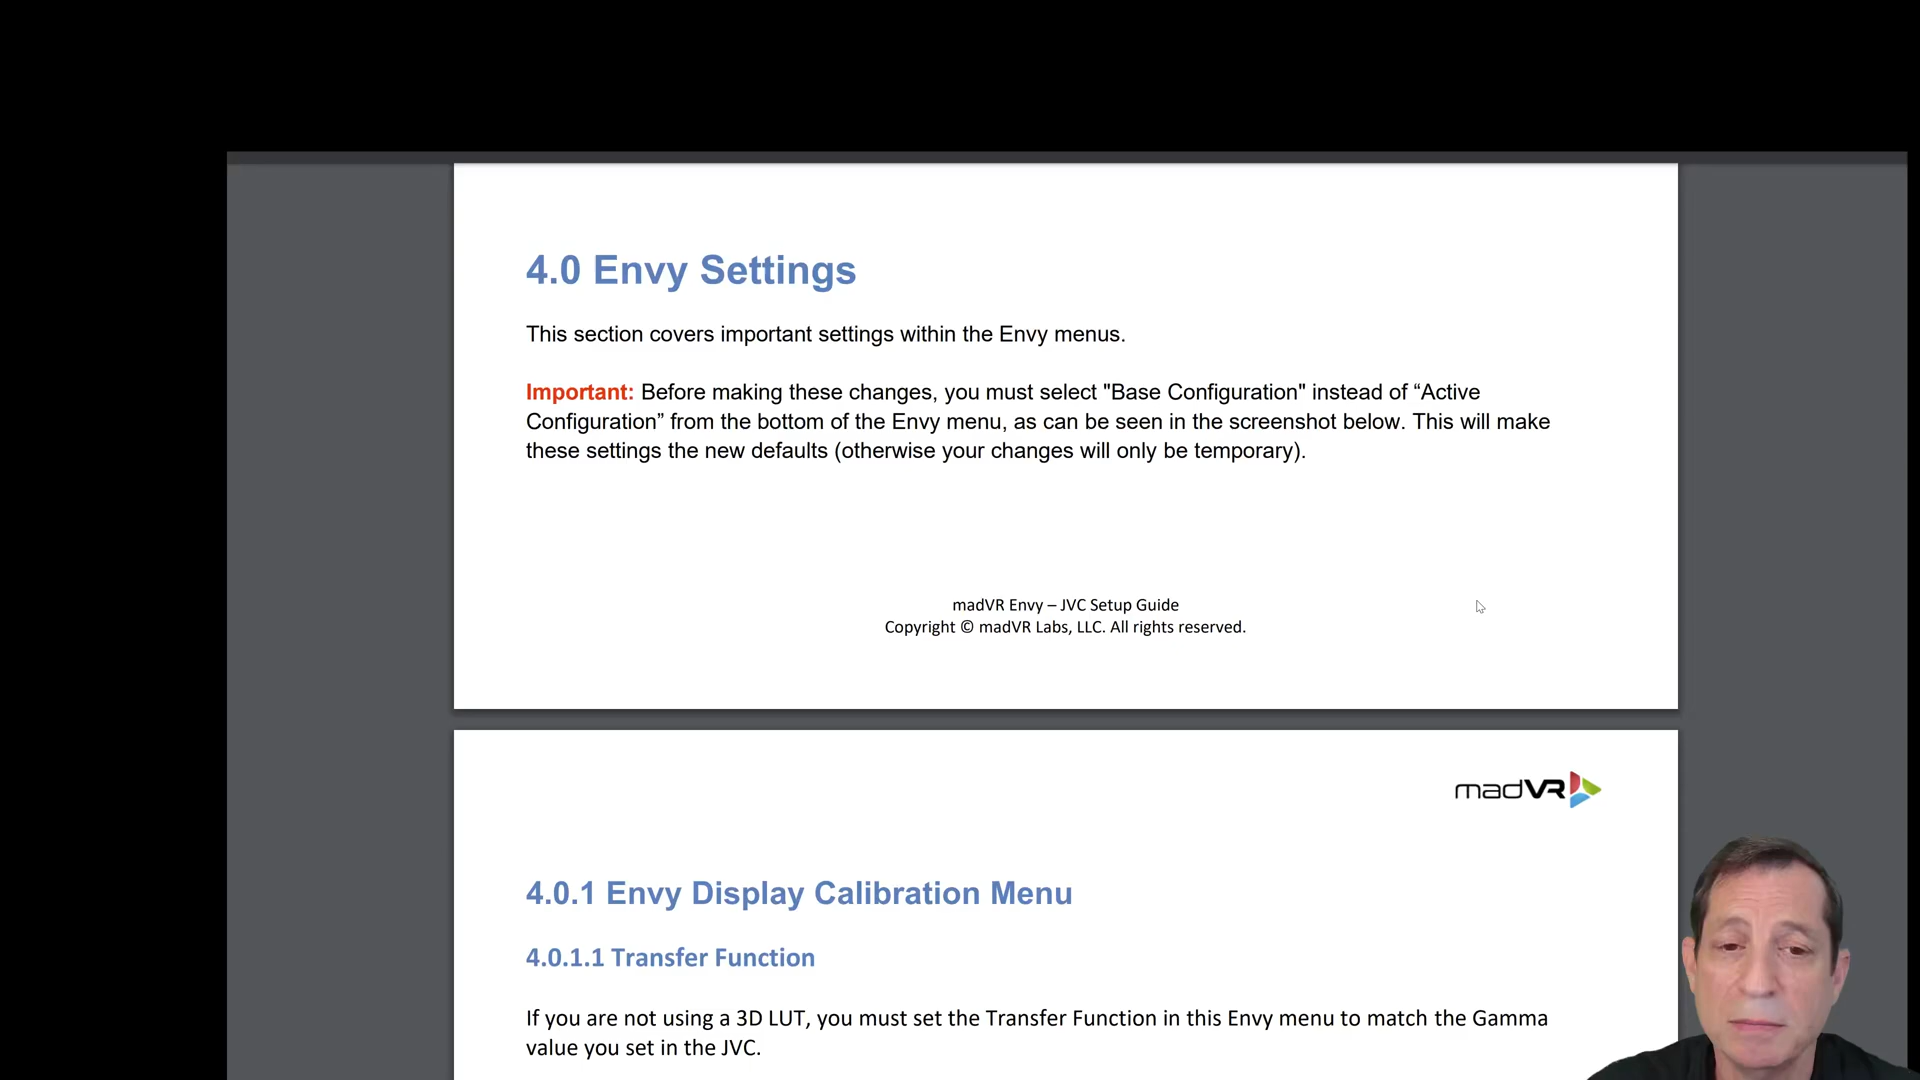 4.0 Envy Settings
This section covers important settings within the Envy menus.
Important: Before making these changes, you must select "Base Configuration" instead of “Active
Configuration” from the bottom of the Envy menu, as can be seen in the screenshot below. This will make
these settings the new defaults (otherwise your changes will only be temporary).
madVR Envy – JVC Setup Guide
Copyright © madVR Labs, LLC. All rights reserved.
madVR
4.0.1 Envy Display Calibration Menu
4.0.1.1 Transfer Function
If you are not using a 3D LUT, you must set the Transfer Function in this Envy menu to match the Gamma
value you set in the JVC.